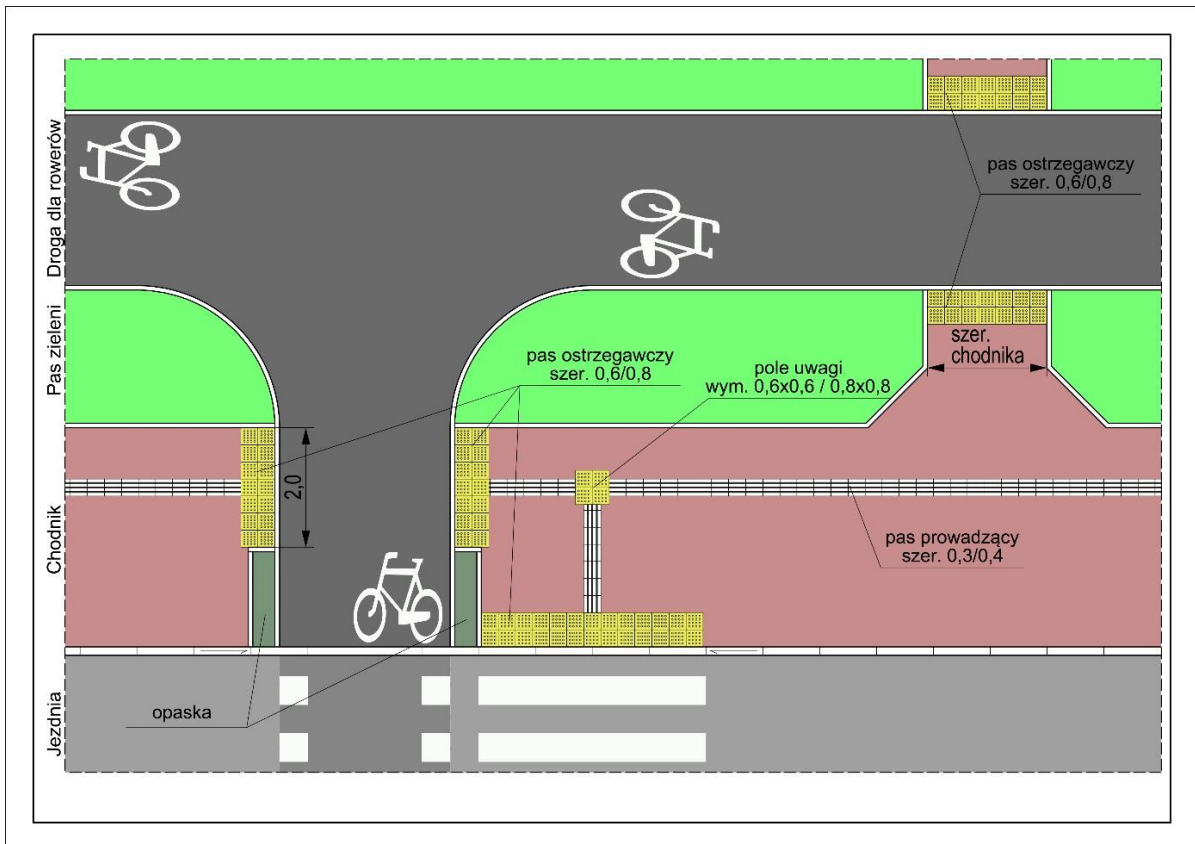 Droga dla rowerów
pas ostrzegawczy
szer. 0,6/0,8
Pas zieleni
szer.
chodnika
pas ostrzegawczy
szer. 0,6/0,8
pole uwagi
wym. 0,6x0,6 / 0,8x0,8
2,0
Chodnik
pas prowadzący
szer. 0,3/0,4
opaska
Jezdnia